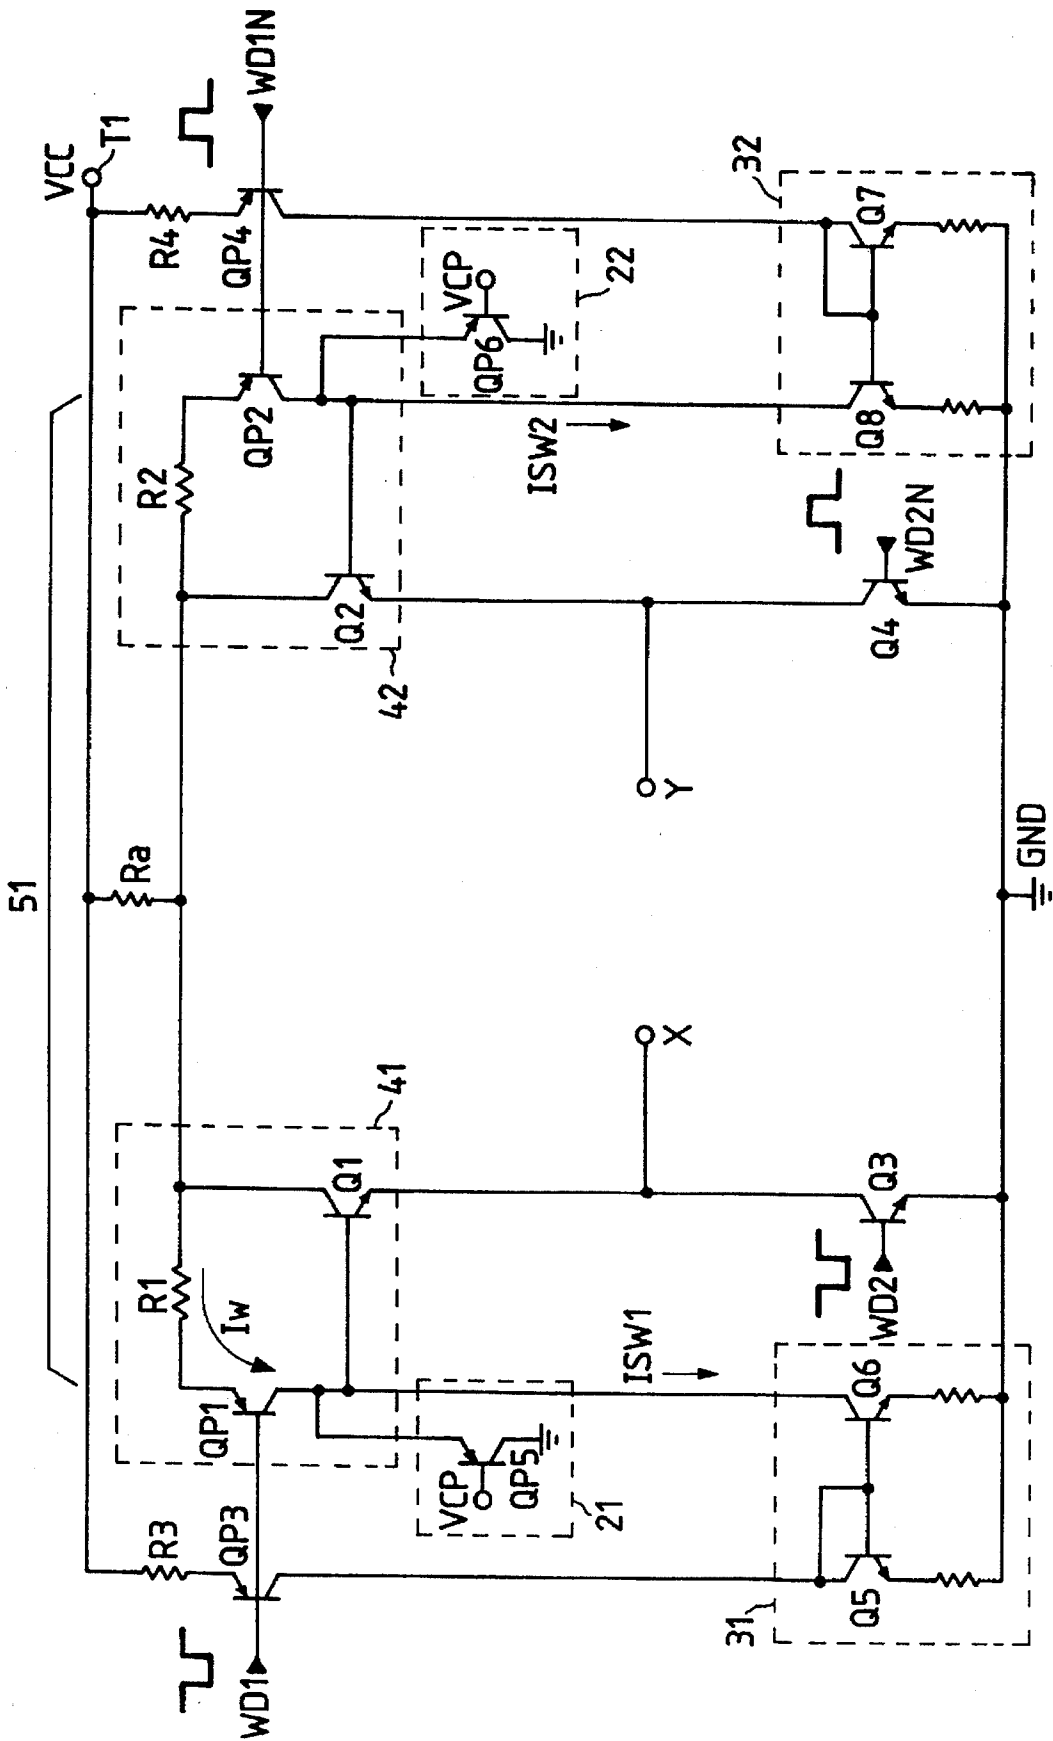 51
VCC
T1
Ra
R1
R2
R3
R4
Iw
QP3
QP1
QP2
QP4
WD1
WD1N
Q1
Q2
41
42
VCP
QP5
21
VCP
QP6
22
ISW1
ISW2
X
Y
31
Q5
Q6
WD2
Q3
Q4
WD2N
Q8
Q7
32
GND